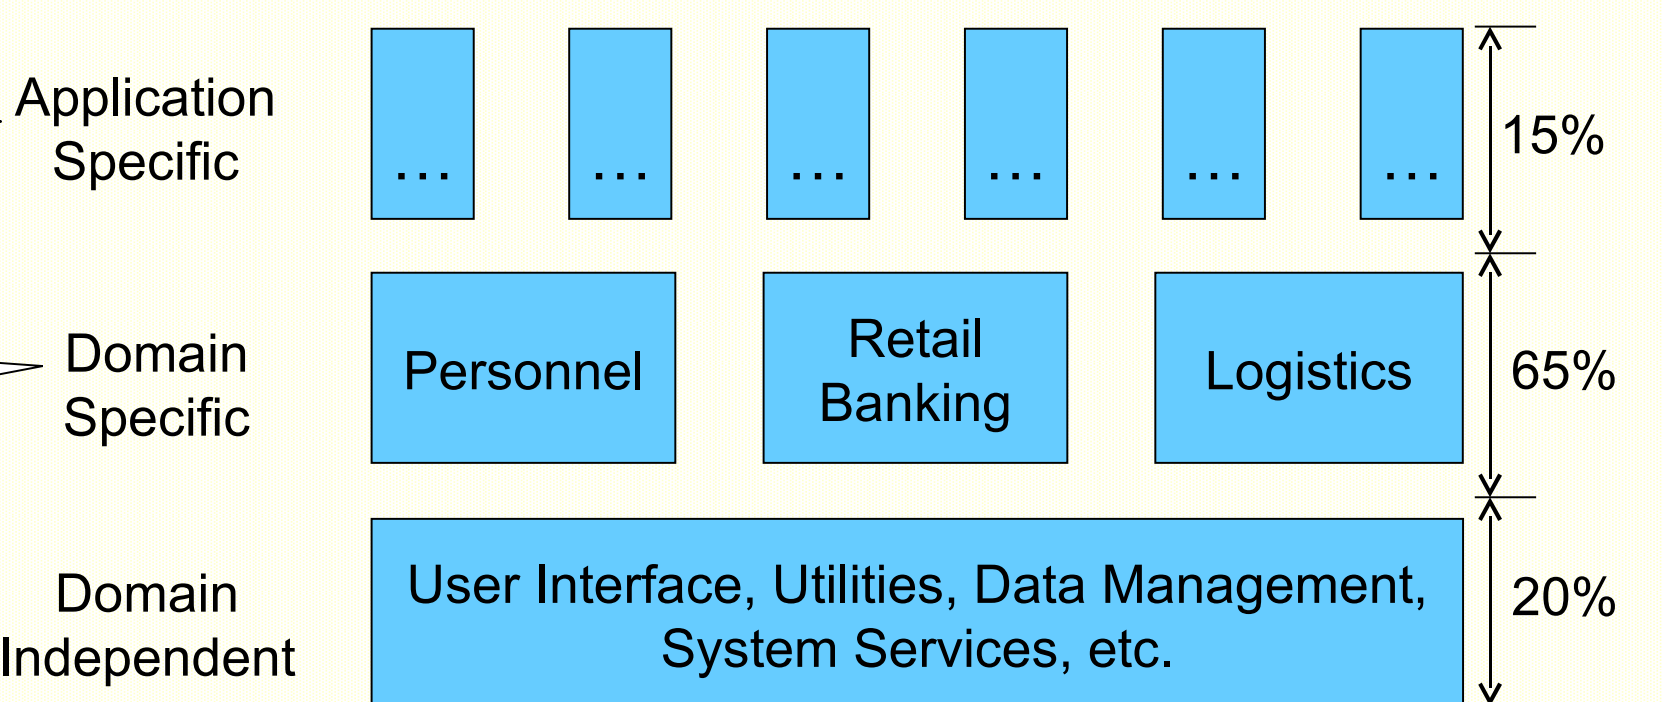 Application
Specific
… … … … … …
15%
Domain
Specific
Personnel
Retail
Banking
Logistics
65%
Domain
Independent
User Interface, Utilities, Data Management,
System Services, etc.
20%